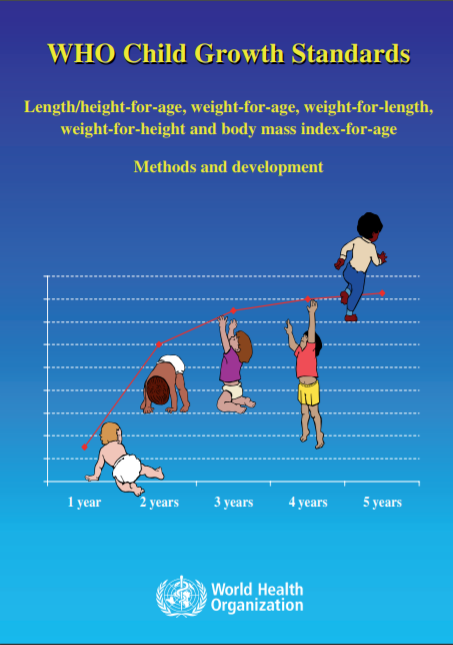 WHO Child Growth Standards
Length/height-for-age, weight-for-age, weight-for-length,
weight-for-height and body mass index-for-age
Methods and development
1 year 2 years 3 years 4 years 5 years
World Health
Organization